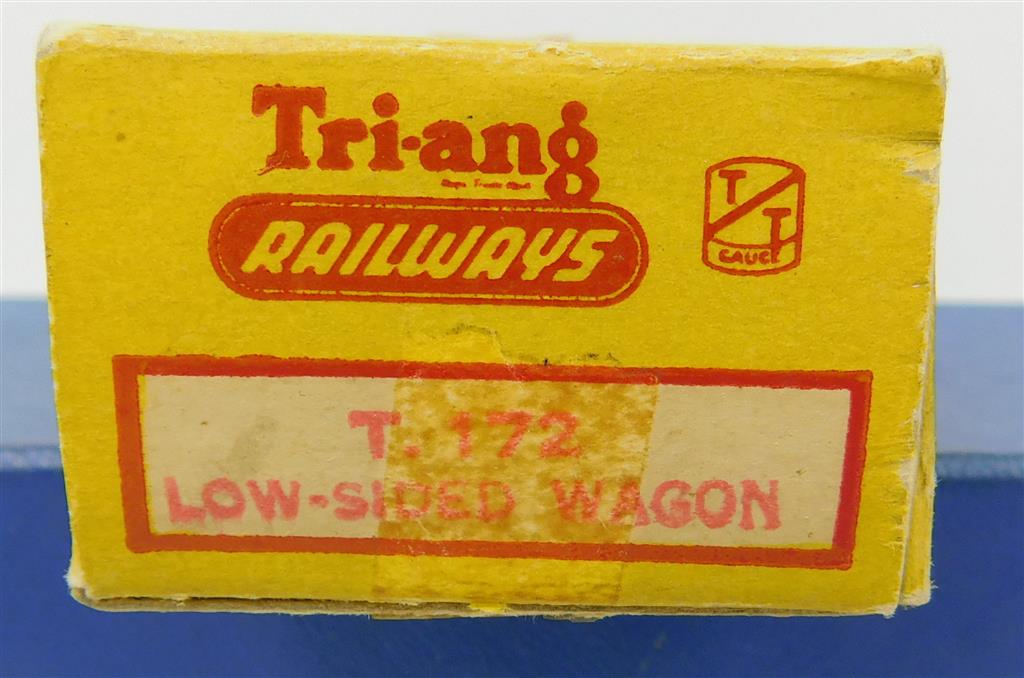 Tri-ang
RAILWAYS
T T
GAUGE
T. 172
LOW-SIDED WAGON